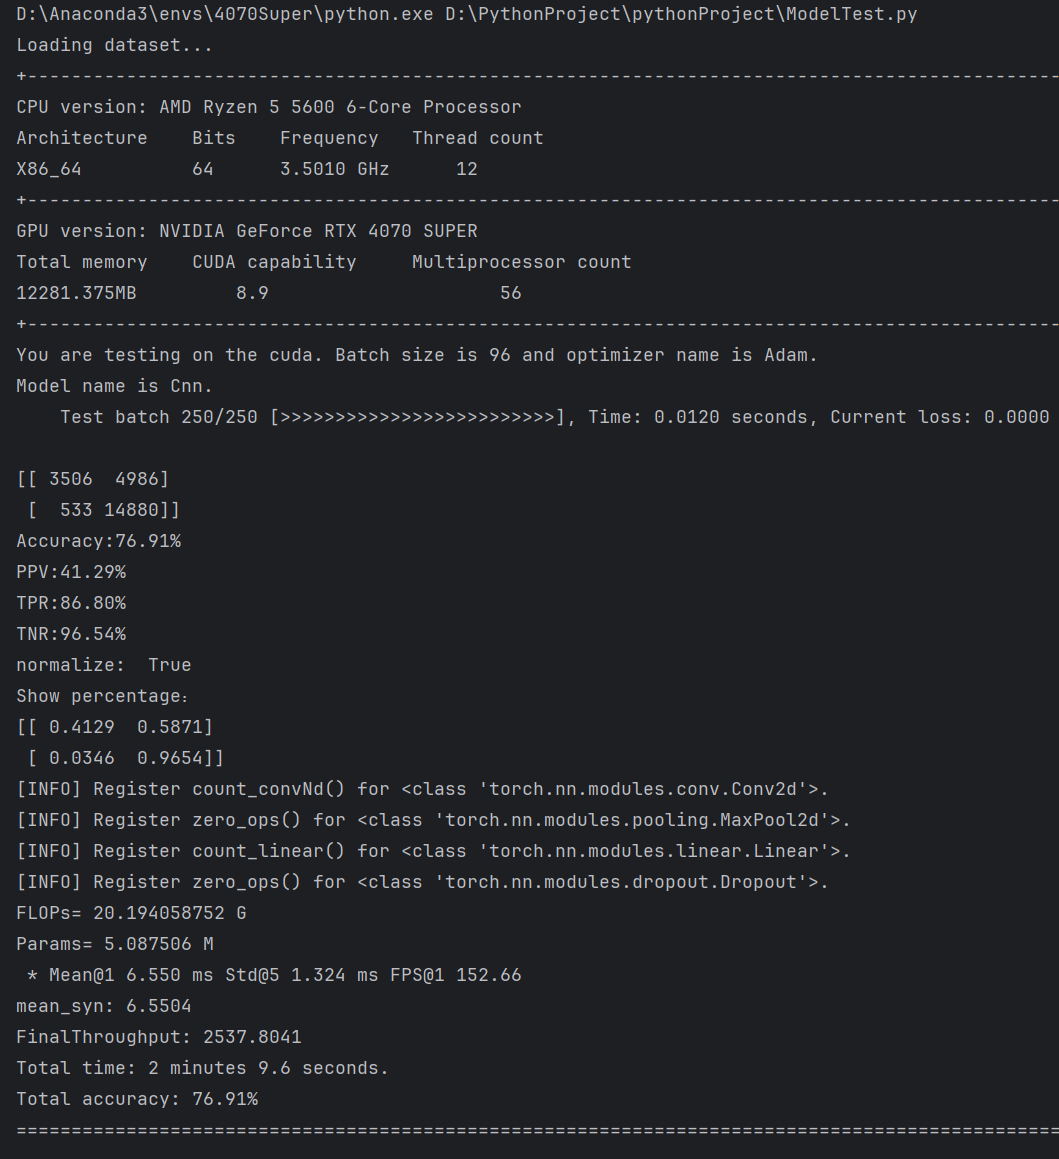 D:\Anaconda3\envs\4070Super\python.exe D:\PythonProject\pythonProject\ModelTest.py
Loading dataset...
+-----------------------------------------------------------------------------------------------
CPU version: AMD Ryzen 5 5600 6-Core Processor
Architecture    Bits    Frequency   Thread count
X86_64          64      3.5010 GHz      12
+-----------------------------------------------------------------------------------------------
GPU version: NVIDIA GeForce RTX 4070 SUPER
Total memory    CUDA capability     Multiprocessor count
12281.375MB         8.9                     56
+-----------------------------------------------------------------------------------------------
You are testing on the cuda. Batch size is 96 and optimizer name is Adam.
Model name is Cnn.
    Test batch 250/250 [>>>>>>>>>>>>>>>>>>>>>>>>>], Time: 0.0120 seconds, Current loss: 0.0000
[[ 3506  4986]
 [  533 14880]]
Accuracy:76.91%
PPV:41.29%
TPR:86.80%
TNR:96.54%
normalize:  True
Show percentage：
[[ 0.4129  0.5871]
 [ 0.0346  0.9654]]
[INFO] Register count_convNd() for <class 'torch.nn.modules.conv.Conv2d'>.
[INFO] Register zero_ops() for <class 'torch.nn.modules.pooling.MaxPool2d'>.
[INFO] Register count_linear() for <class 'torch.nn.modules.linear.Linear'>.
[INFO] Register zero_ops() for <class 'torch.nn.modules.dropout.Dropout'>.
FLOPs= 20.194058752 G
Params= 5.087506 M
 * Mean@1 6.550 ms Std@5 1.324 ms FPS@1 152.66
mean_syn: 6.5504
FinalThroughput: 2537.8041
Total time: 2 minutes 9.6 seconds.
Total accuracy: 76.91%
================================================================================================